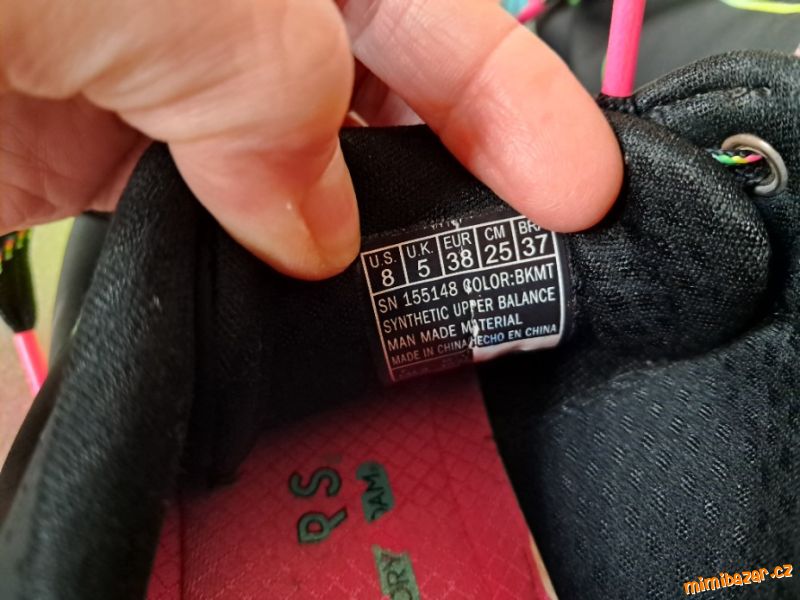 U.S. U.K. EUR CM BR
8 5 38 25 37
SN 155148 COLOR:BKMT
SYNTHETIC UPPER BALANCE
MAN MADE MATERIAL
MADE IN CHINA HECHO EN CHINA
RS
mimibazar.cz